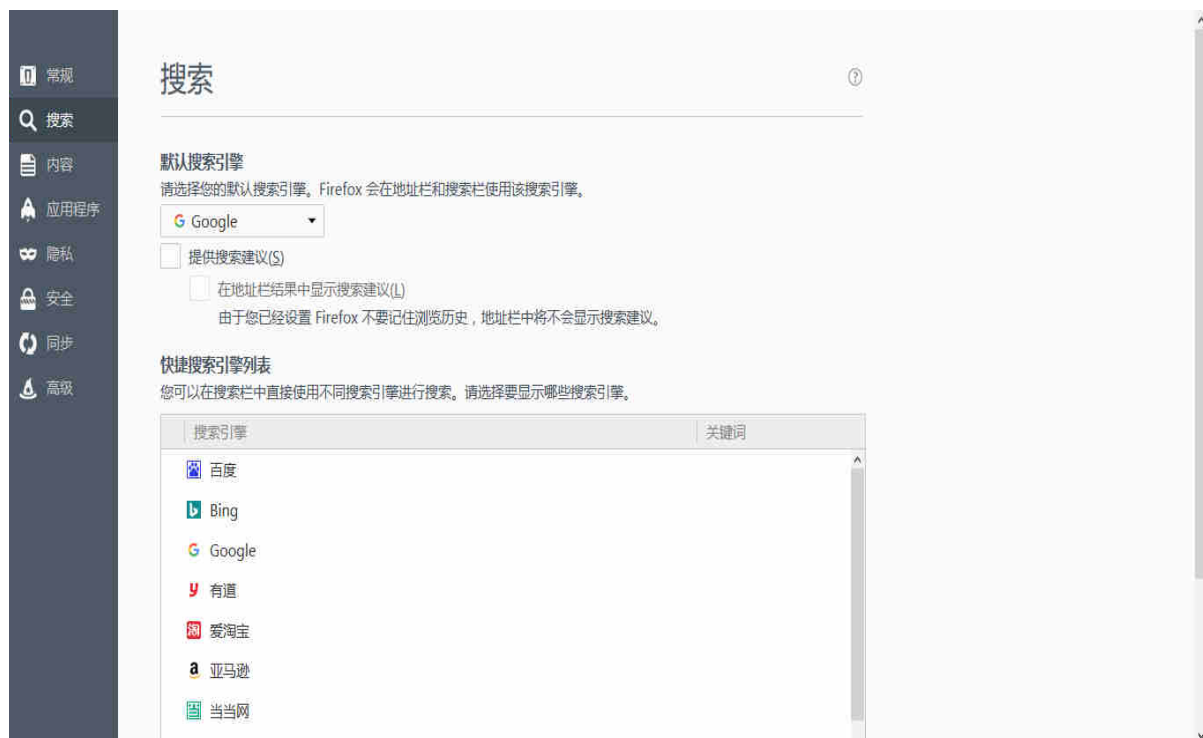 常规
搜索
内容
应用程序
隐私
安全
同步
高级
搜索
默认搜索引擎
请选择您的默认搜索引擎。Firefox 会在地址栏和搜索栏使用该搜索引擎。
Google
提供搜索建议(S)
在地址栏结果中显示搜索建议(L)
由于您已经设置 Firefox 不要记住浏览历史，地址栏中将不会显示搜索建议。
快捷搜索引擎列表
您可以在搜索栏中直接使用不同搜索引擎进行搜索。请选择要显示哪些搜索引擎。
搜索引擎 关键词
百度
Bing
Google
有道
爱淘宝
亚马逊
当当网